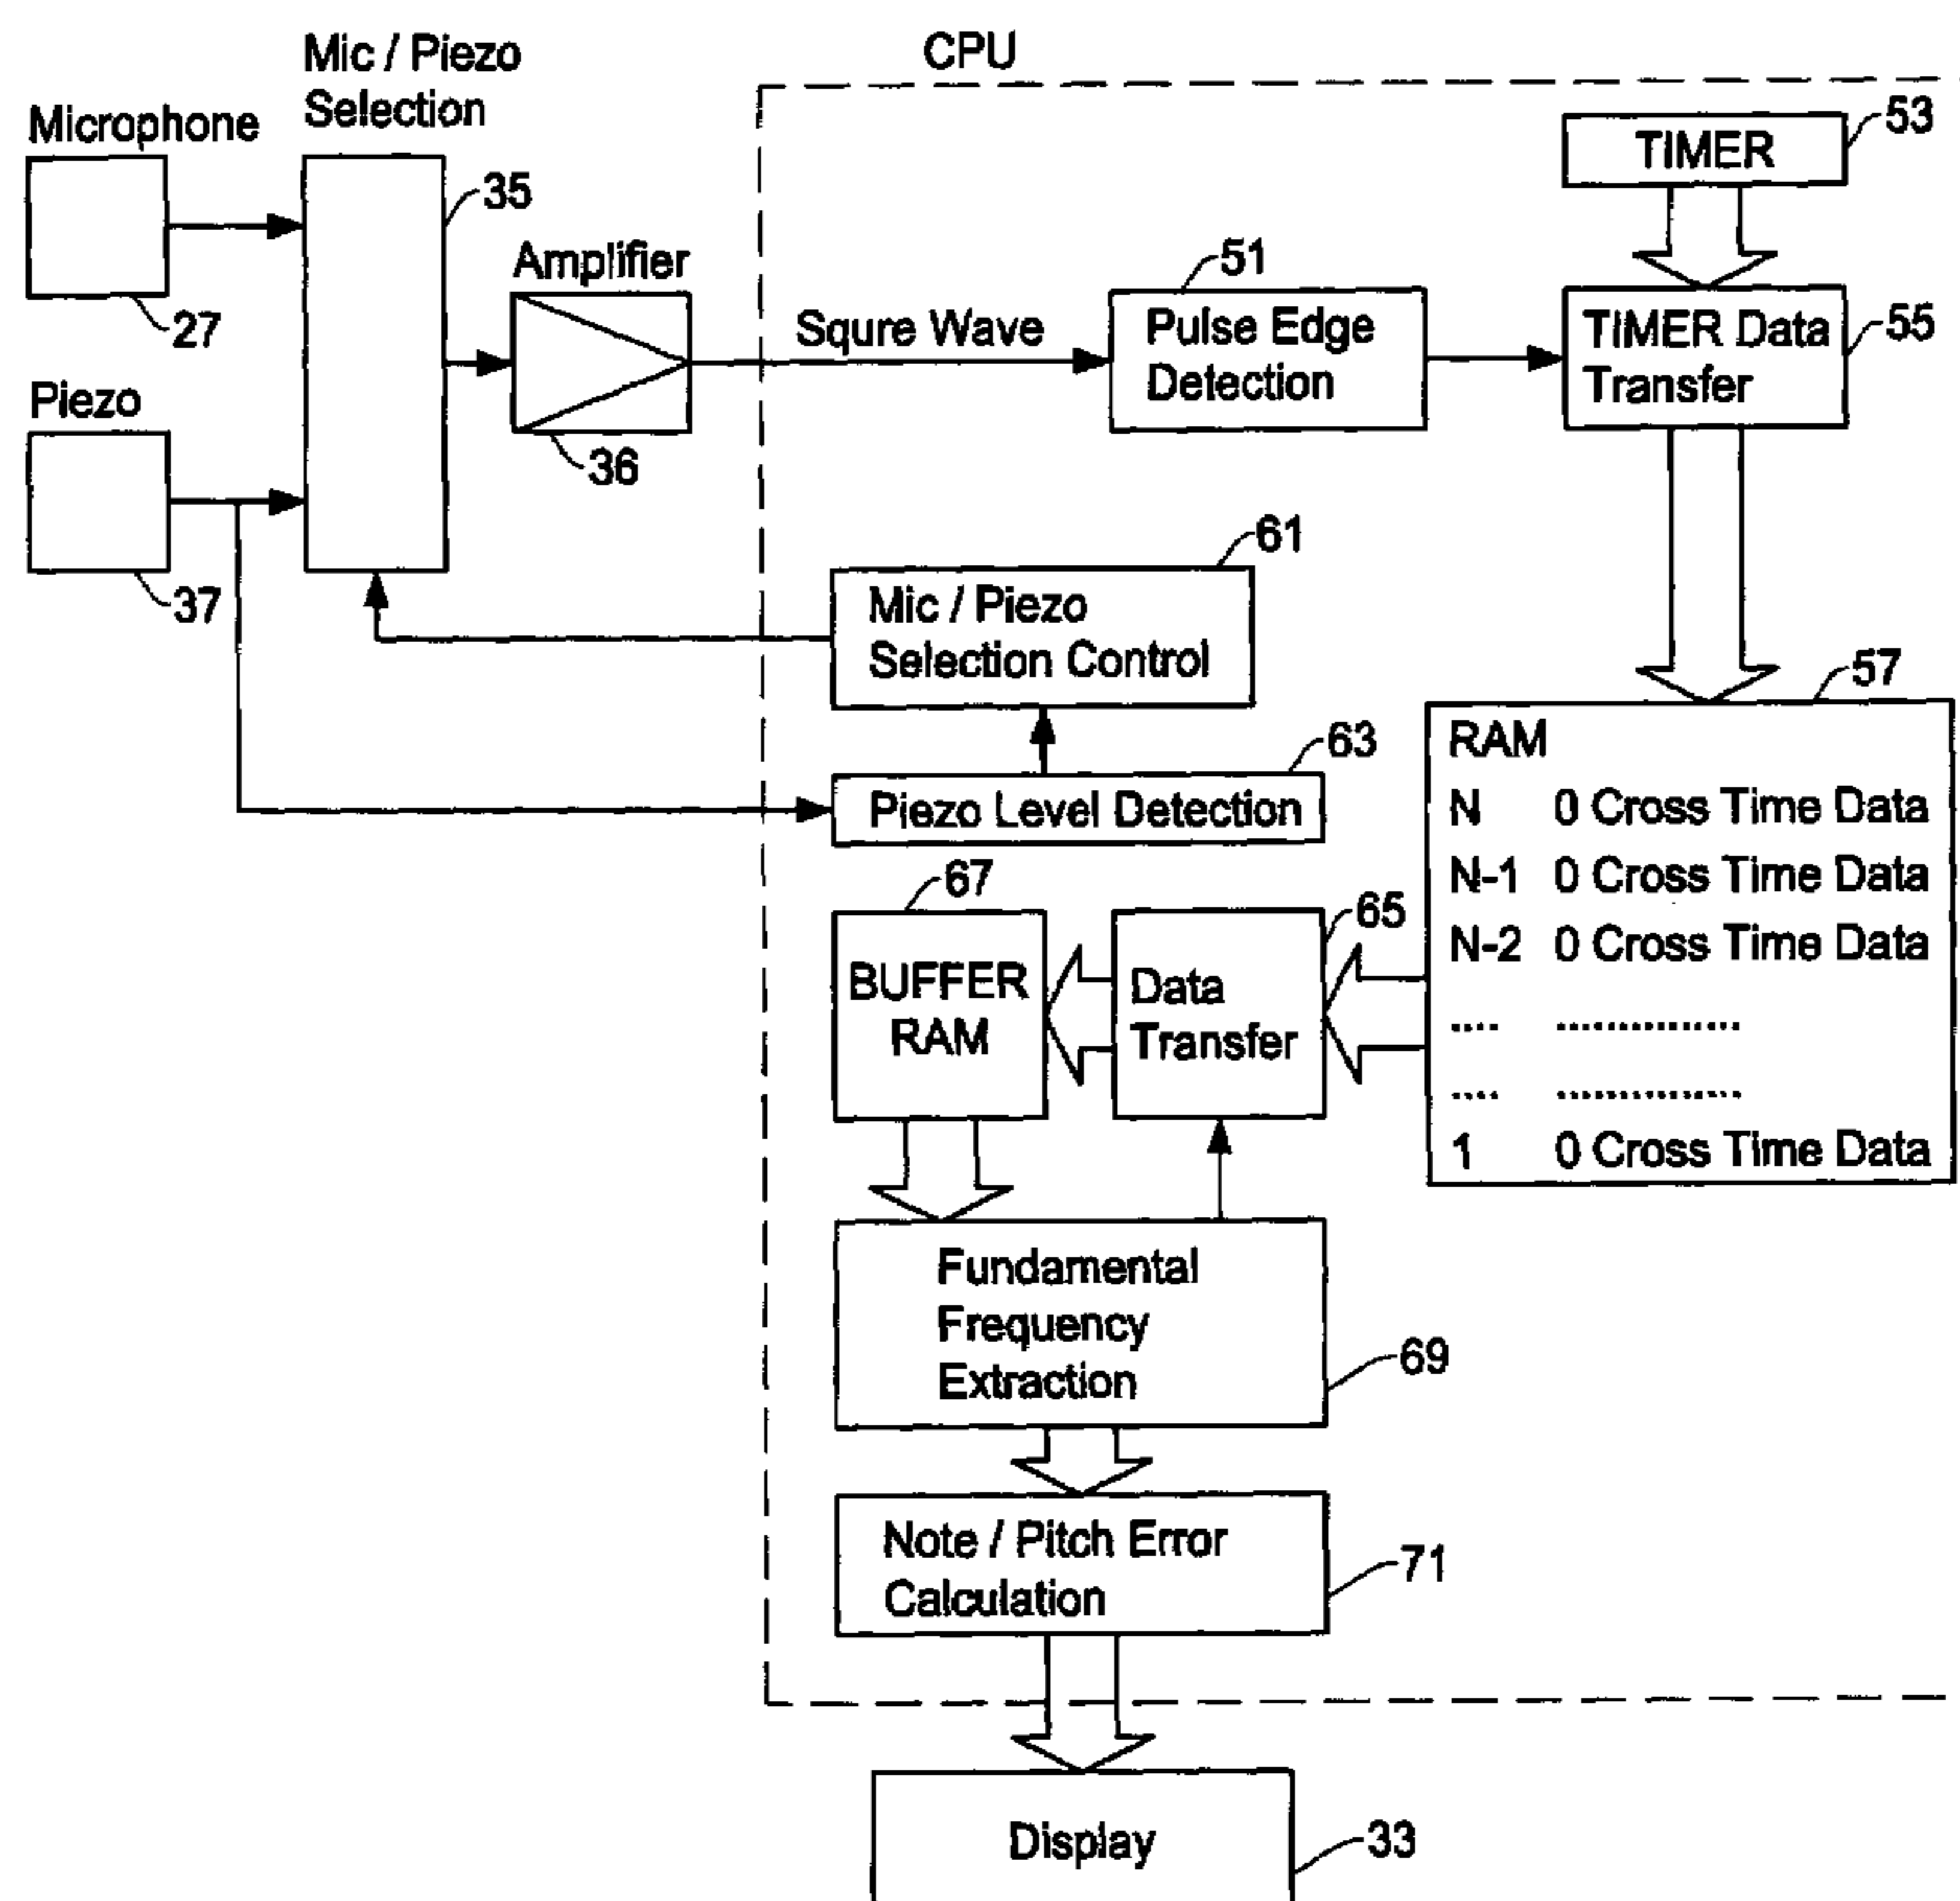 CPU
Mic / Piezo
Selection
Microphone
27
35
Piezo
37
Amplifier
36
Squre Wave
51
Pulse Edge
Detection
TIMER
53
TIMER Data
Transfer
55
61
Mic / Piezo
Selection Control
63
Piezo Level Detection
57
RAM
N 0 Cross Time Data
N-1 0 Cross Time Data
N-2 0 Cross Time Data
.... ..............
.... ..............
1 0 Cross Time Data
65
Data
Transfer
67
BUFFER
RAM
Fundamental
Frequency
Extraction
69
Note / Pitch Error
Calculation
71
Display
33